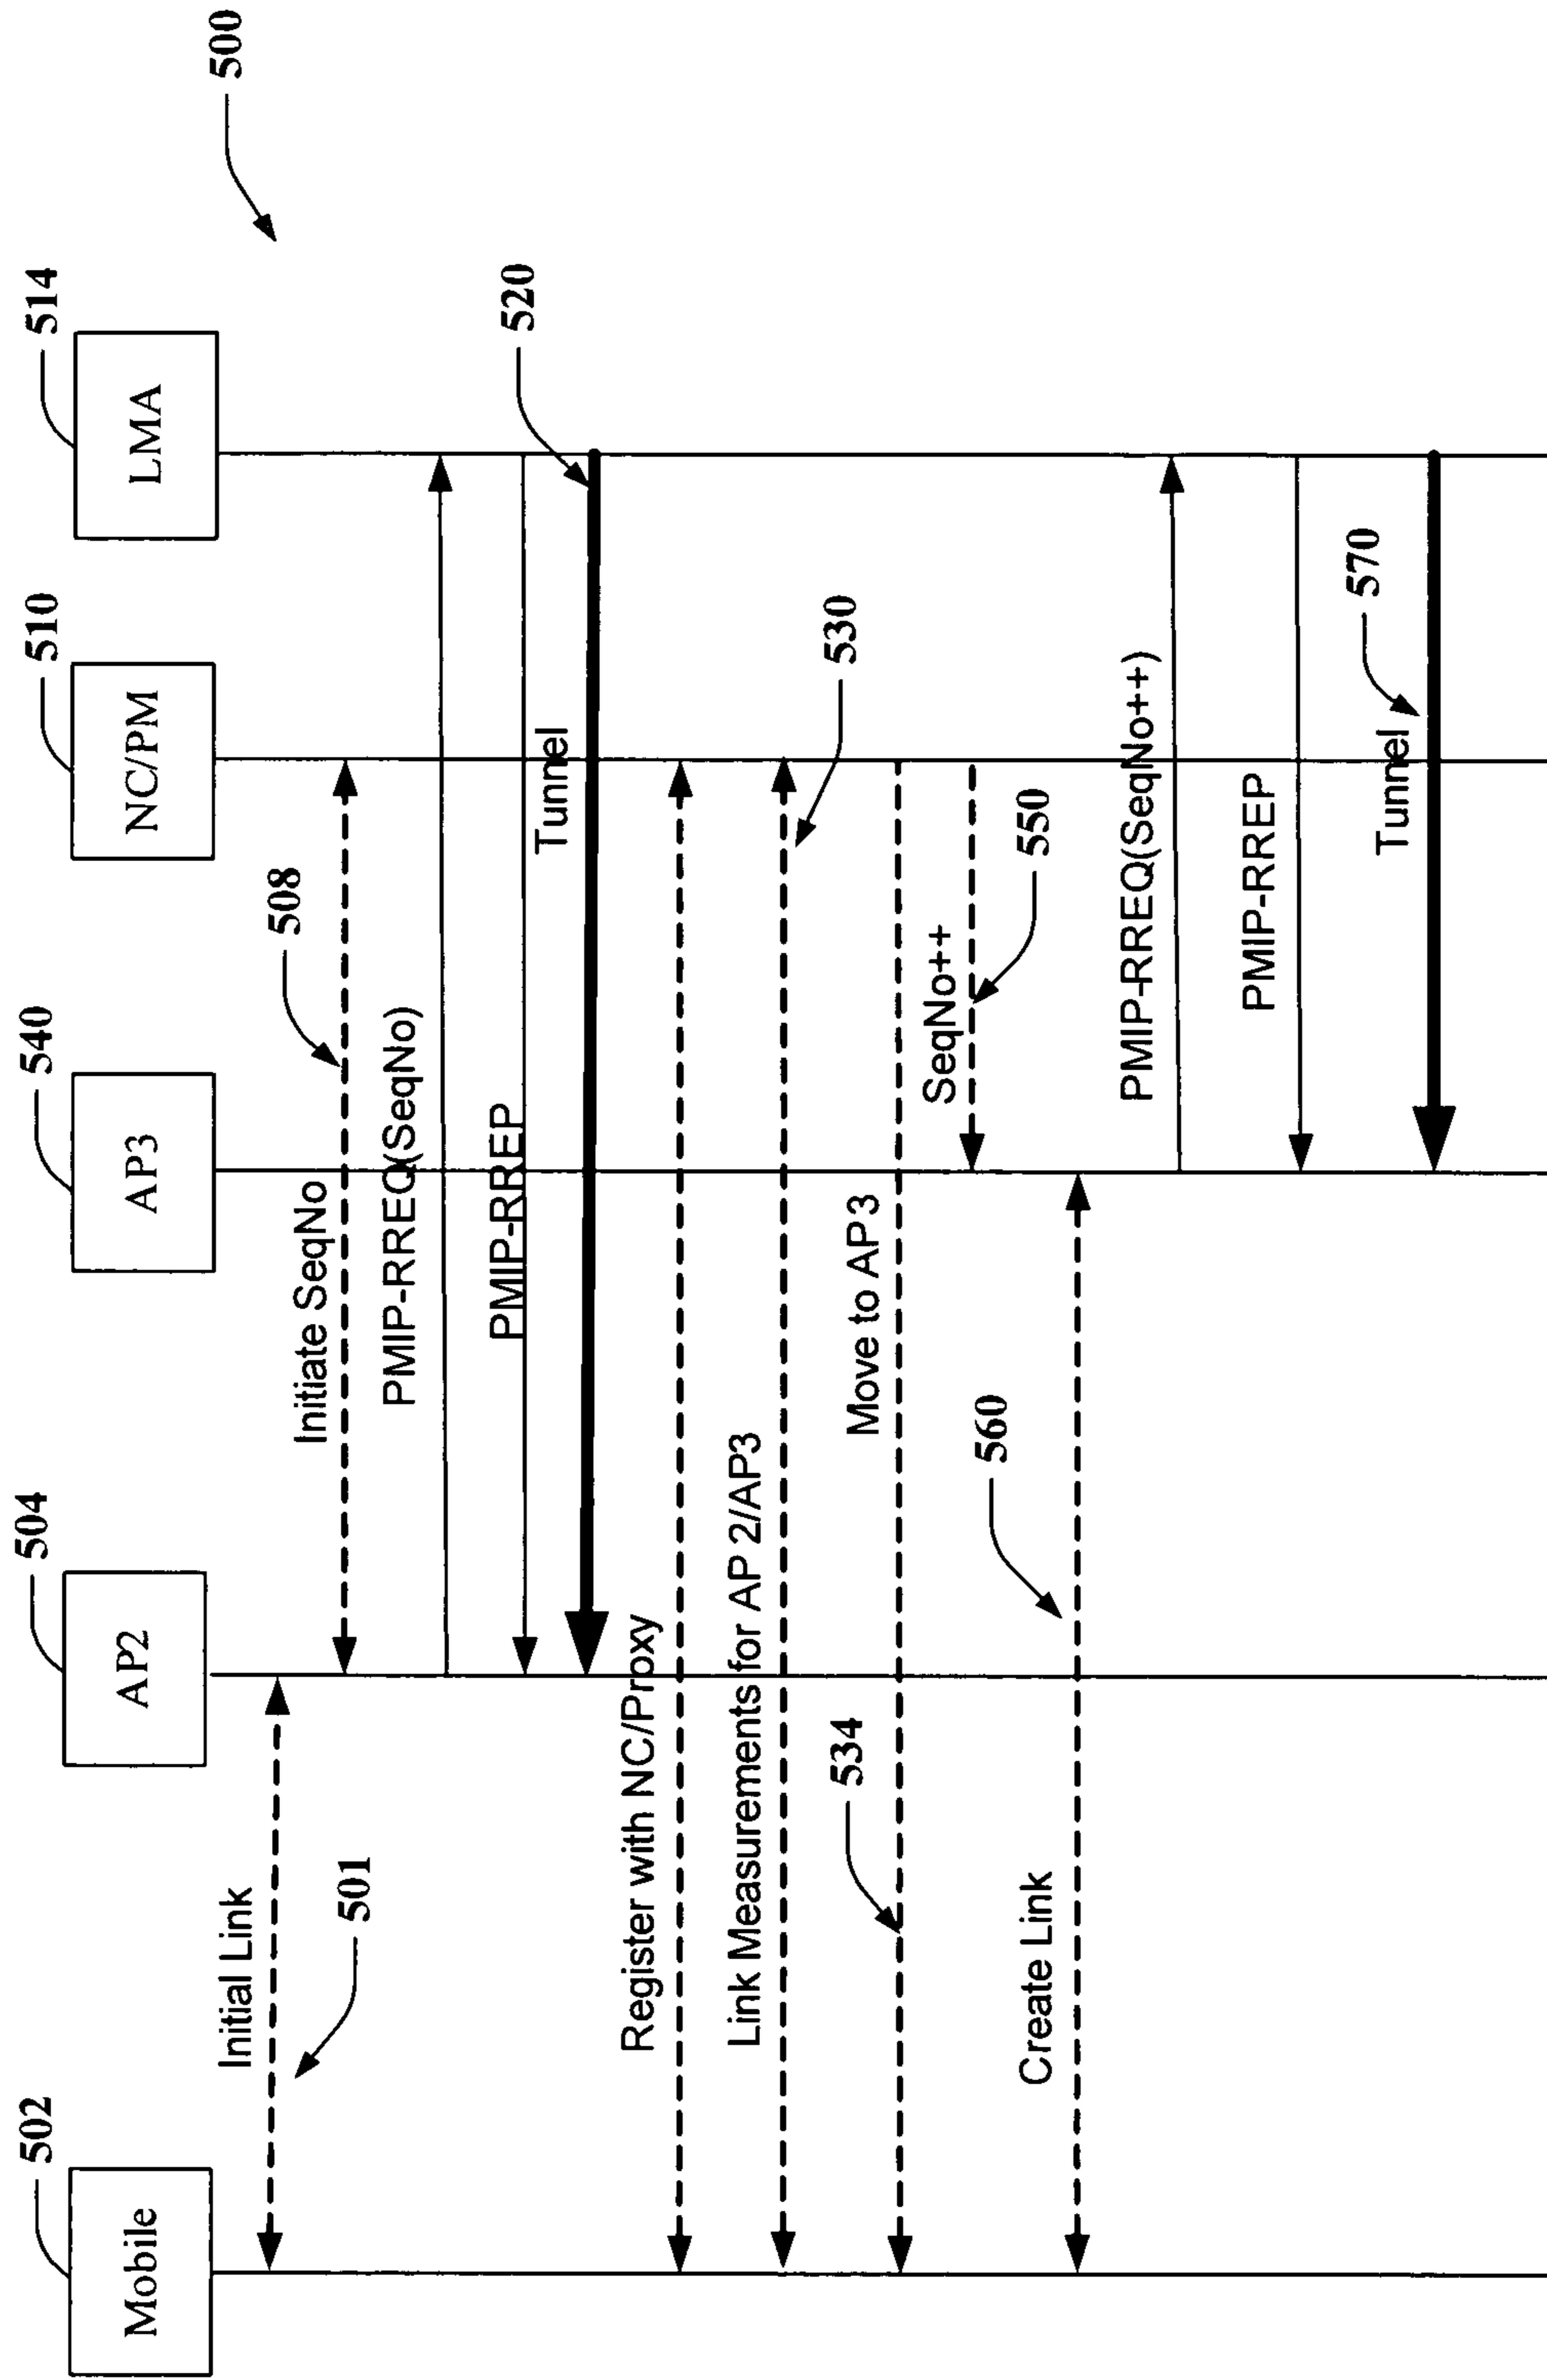 500
502
504
540
510
514
Mobile
AP2
AP3
NC/PM
LMA
Initial Link
501
Initiate SeqNo
508
PMIP-RREQ(SeqNo)
PMIP-RREP
Tunnel
520
Register with NC/Proxy
Link Measurements for AP 2/AP3
530
534
Move to AP3
SeqNo++
550
Create Link
560
PMIP-RREQ(SeqNo++)
PMIP-RREP
Tunnel
570